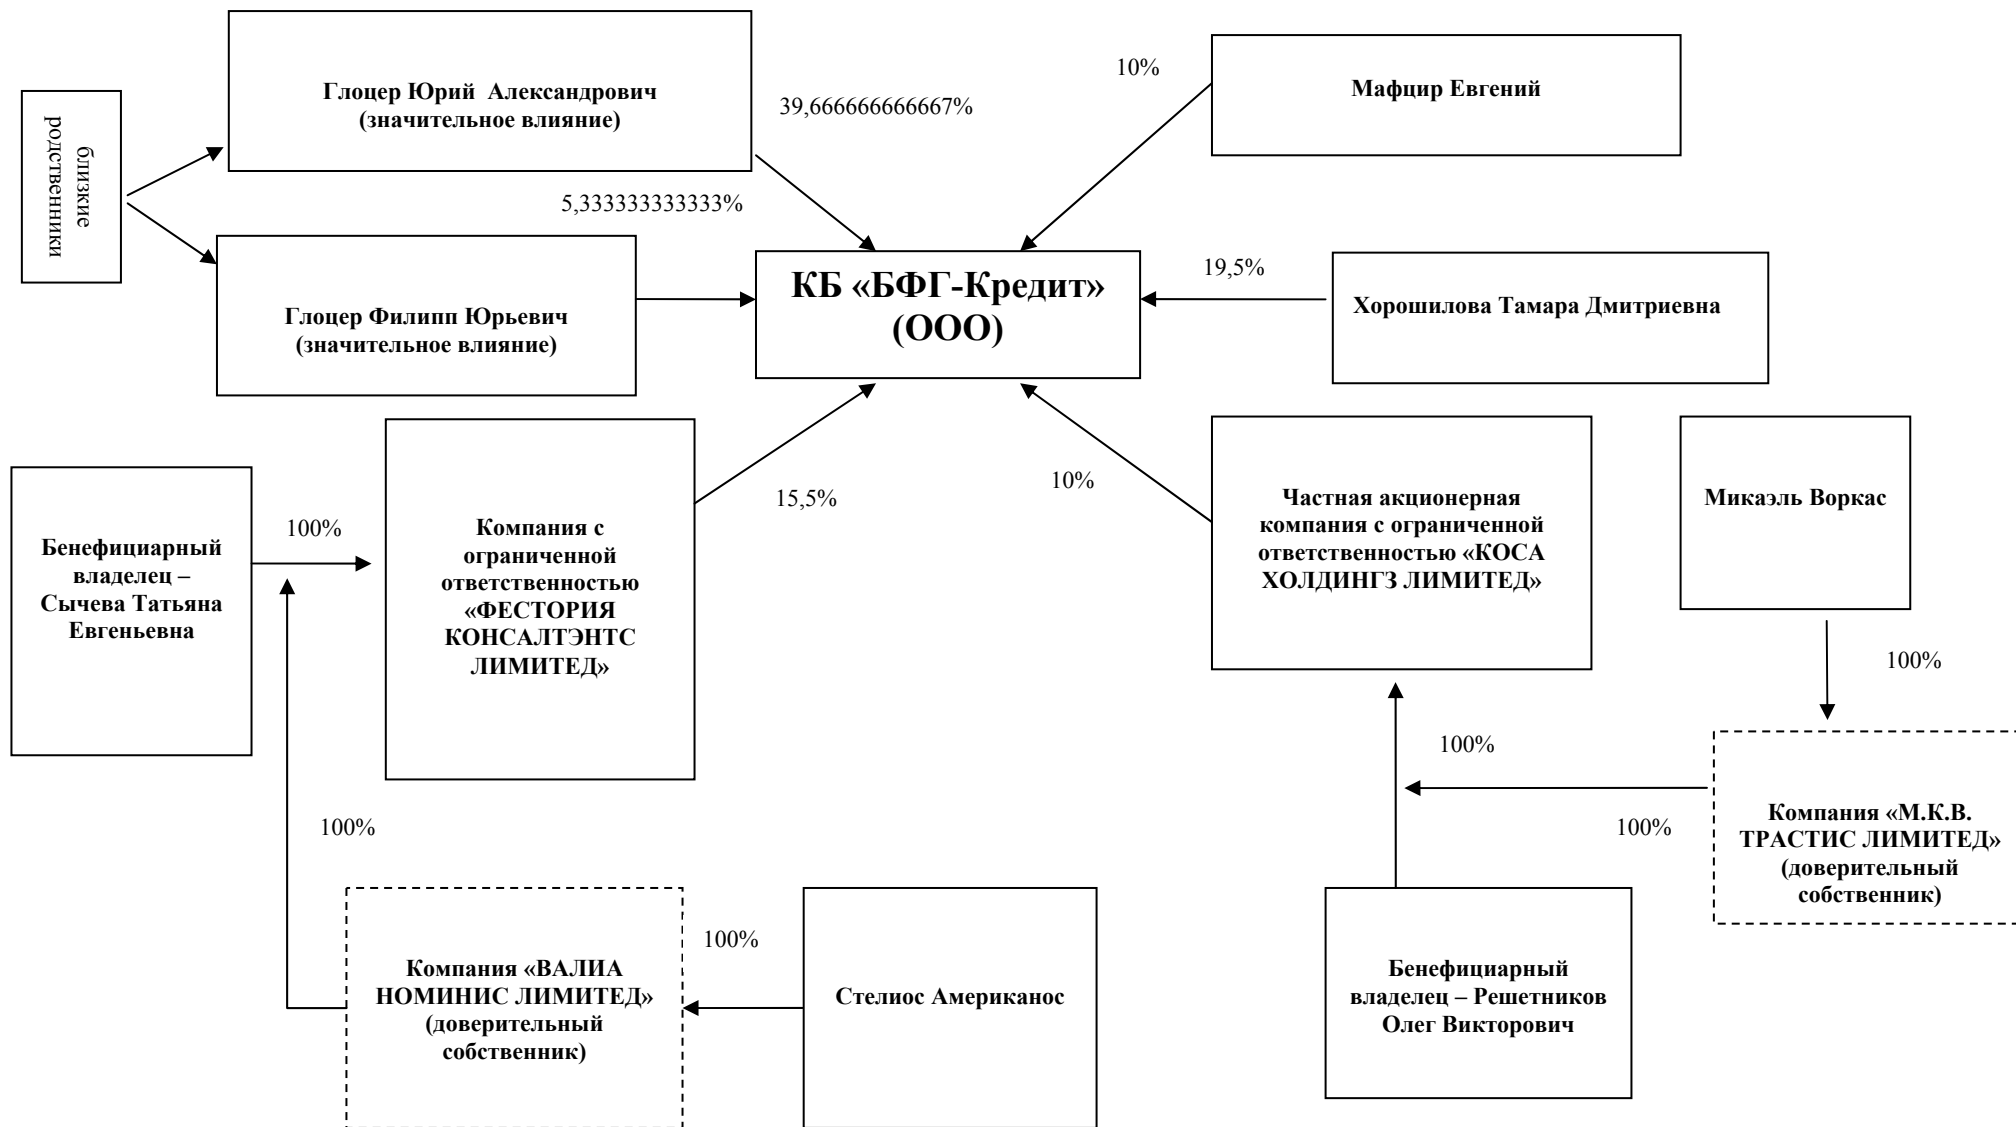 близкие
родственники
Глоцер Юрий  Александрович
(значительное влияние)
39,666666666667%
10%
Мафцир Евгений
5,333333333333%
Глоцер Филипп Юрьевич
(значительное влияние)
КБ «БФГ-Кредит»
(ООО)
19,5%
Хорошилова Тамара Дмитриевна
Бенефициарный
владелец –
Сычева Татьяна
Евгеньевна
100%
Компания с
ограниченной
ответственностью
«ФЕСТОРИЯ
КОНСАЛТЭНТС
ЛИМИТЕД»
15,5%
10%
Частная акционерная
компания с ограниченной
ответственностью «КОСА
ХОЛДИНГЗ ЛИМИТЕД»
Микаэль Воркас
100%
100%
100%
100%
Компания «М.К.В.
ТРАСТИС ЛИМИТЕД»
(доверительный
собственник)
Компания «ВАЛИА
НОМИНИС ЛИМИТЕД»
(доверительный
собственник)
100%
Стелиос Американос
Бенефициарный
владелец – Решетников
Олег Викторович